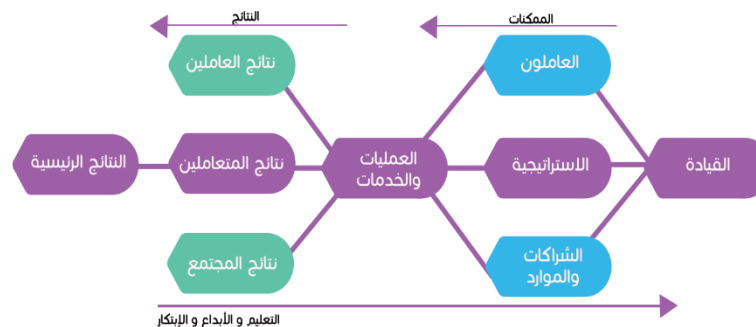 الممكنات
النتائج
العاملون
نتائج العاملين
القيادة
الاستراتيجية
العمليات
والخدمات
نتائج المتعاملين
النتائج الرئيسية
الشراكات
والموارد
نتائج المجتمع
التعليم و الأبداع و الإبتكار